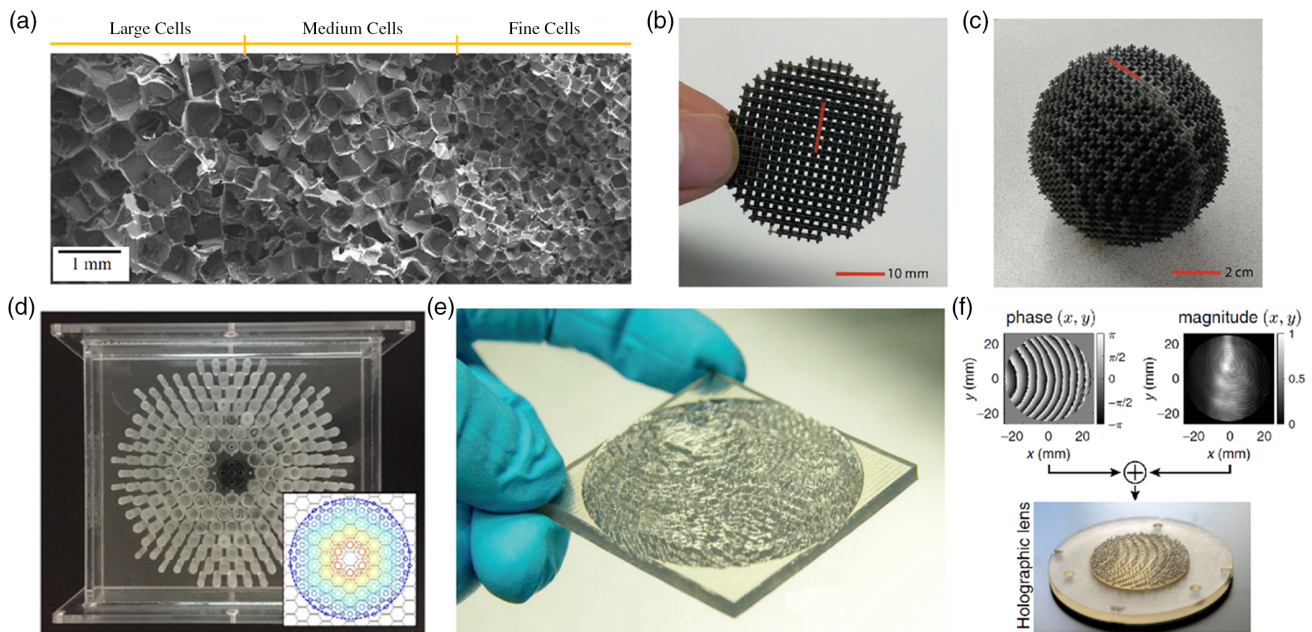 (a)
Large Cells Medium Cells Fine Cells
1 mm
(b)
10 mm
(c)
2 cm
(d)
(e)
(f)
phase (x, y)
20
0
−20
y (mm)
−20 0 20
x (mm)
π
π/2
0
−π/2
−π
magnitude (x, y)
20
0
−20
y (mm)
−20 0 20
x (mm)
1
0.5
0
Holographic lens